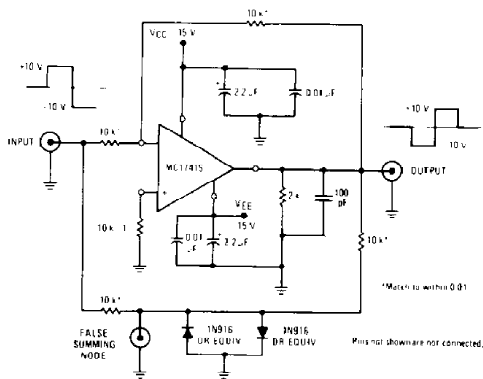 10 k*
VCC
15 V
+10 V
-10 V
2.2 µF
0.01 µF
+10 V
10 V
INPUT
10 k*
MC1741S
OUTPUT
10 k
VEE
15 V
0.01
µF
2.2 µF
2 k
100
pF
10 k*
10 k*
*Match to within 0.01
FALSE
SUMMING
NODE
1N916
OR EQUIV
1N916
OR EQUIV
Pins not shown are not connected.